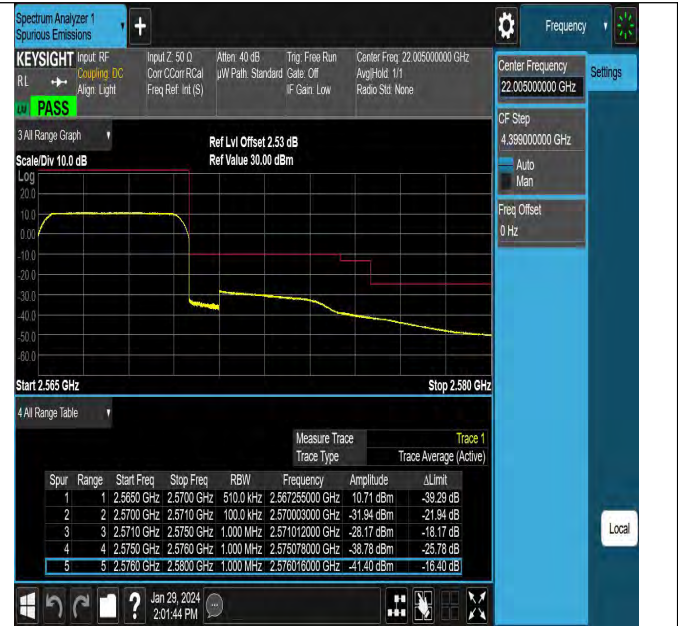 Spectrum Analyzer 1
Spurious Emissions
Frequency
KEYSIGHT Input: RF Input Z: 50 Ω Atten: 40 dB Trig: Free Run Center Freq: 22.005000000 GHz
RL Coupling: DC Corr CCorr RCal µW Path: Standard Gate: Off Avg|Hold: 1/1
Align: Light Freq Ref: Int (S) IF Gain: Low Radio Std: None
PASS
Center Frequency
22.005000000 GHz
Settings
CF Step
4.399000000 GHz
Auto
Man
Freq Offset
0 Hz
3 All Range Graph
Ref Lvl Offset 2.53 dB
Scale/Div 10.0 dB Ref Value 30.00 dBm
Log
20.0
10.0
0.00
-10.0
-20.0
-30.0
-40.0
-50.0
-60.0
Start 2.565 GHz Stop 2.580 GHz
4 All Range Table
Measure Trace Trace 1
Trace Type Trace Average (Active)
Spur Range Start Freq Stop Freq RBW Frequency Amplitude ΔLimit
1 1 2.5650 GHz 2.5700 GHz 510.0 kHz 2.567255000 GHz 10.71 dBm -39.29 dB
2 2 2.5700 GHz 2.5710 GHz 100.0 kHz 2.570003000 GHz -31.94 dBm -21.94 dB
3 3 2.5710 GHz 2.5750 GHz 1.000 MHz 2.571012000 GHz -28.17 dBm -18.17 dB
4 4 2.5750 GHz 2.5760 GHz 1.000 MHz 2.575078000 GHz -38.78 dBm -25.78 dB
5 5 2.5760 GHz 2.5800 GHz 1.000 MHz 2.576016000 GHz -41.40 dBm -16.40 dB
Local
Jan 29, 2024
2:01:44 PM